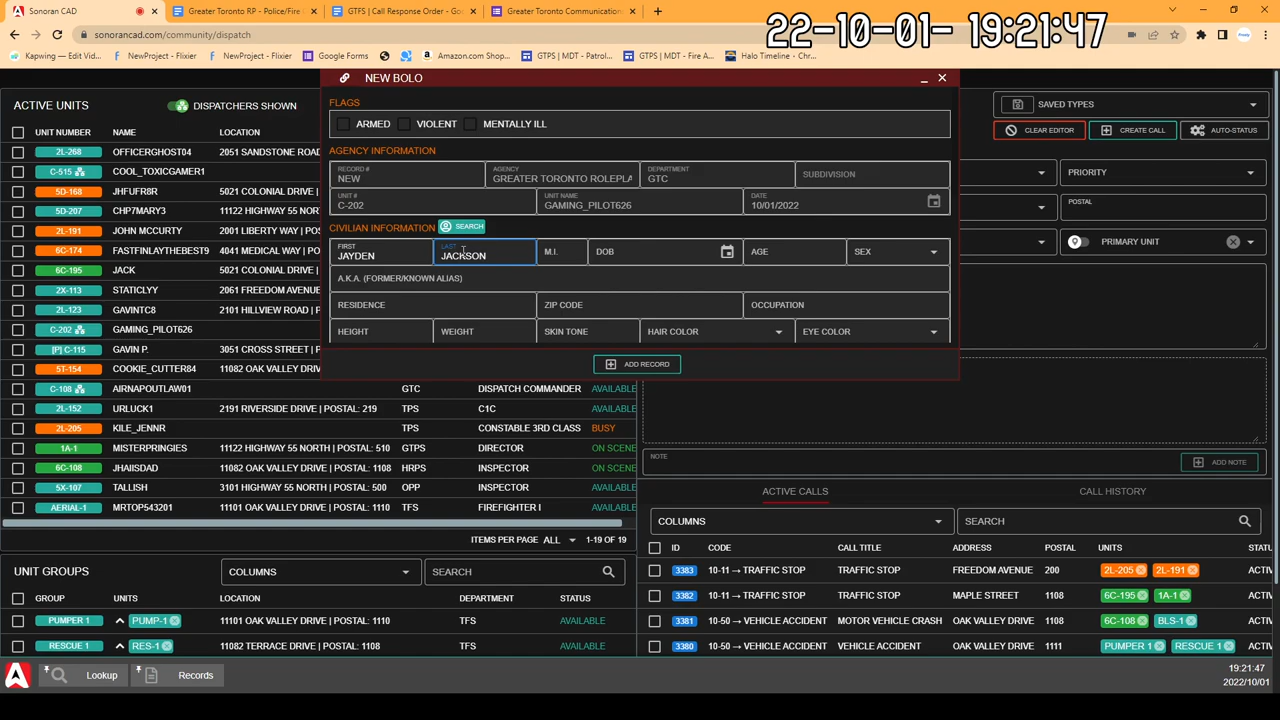 Sonoran CAD
Greater Toronto RP - Police/Fire
GTFS | Call Response Order - Goo
Greater Toronto Communications
22-10-01- 19:21:47
sonorancad.com/community/dispatch
Kapwing - Edit Vid...
NewProject - Flixier
NewProject - Flixier
Google Forms
Amazon.com Shop...
GTPS | MDT - Patrol...
GTPS | MDT - Fire A...
Halo Timeline - Chr...
ACTIVE UNITS
DISPATCHERS SHOWN
UNIT NUMBER NAME LOCATION
2L-268 OFFICERGHOST04 2051 SANDSTONE ROAD
C-515 COOL_TOXICGAMER1
5D-168 JHFUFR8R 5021 COLONIAL DRIVE |
5D-207 CHP7MARY3 11122 HIGHWAY 55 NORTH
2L-191 JOHN MCCURTY 2001 LIBERTY ROAD |
6C-174 FASTFINLAYTHEBEST9 4041 MEDICAL WAY | POS
6C-195 JACK
2X-113 STATICLYY 2061 FREEDOM AVENUE
2L-123 GAVINTC8 2101 HILLVIEW ROAD | P
C-202 GAMING_PILOT626
[P] C-115 GAVIN P. 3051 CROSS STREET | P
5T-154 COOKIE_CUTTER84 11082 OAK VALLEY DRIVE
C-108 AIRNAPOUTLAW01 GTC DISPATCH COMMANDER AVAILABLE
2L-152 URLUCK1 2191 RIVERSIDE DRIVE | POSTAL: 219 TPS C1C AVAILABLE
2L-205 KILE_JENNR TPS CONSTABLE 3RD CLASS BUSY
1A-1 MISTERPRINGIES 11122 HIGHWAY 55 NORTH | POSTAL: 510 GTPS DIRECTOR ON SCENE
6C-108 JHAIISDAD 11082 OAK VALLEY DRIVE | POSTAL: 1108 HRPS INSPECTOR ON SCENE
5X-107 TALLISH 3101 HIGHWAY 55 | POSTAL: 500 OPP INSPECTOR AVAILABLE
AERIAL-1 MRTOP543201 11101 OAK VALLEY DRIVE | POSTAL: 1110 TFS FIREFIGHTER I AVAILABLE
ITEMS PER PAGE ALL 1-19 OF 19
UNIT GROUPS
COLUMNS
SEARCH
GROUP UNITS LOCATION DEPARTMENT STATUS
PUMPER 1 PUMP-1 11101 OAK VALLEY DRIVE | POSTAL: 1110 TFS AVAILABLE
RESCUE 1 RES-1 11082 TERRACE DRIVE | POSTAL: 1108 TFS AVAILABLE
NEW BOLO
FLAGS
ARMED VIOLENT MENTALLY ILL
AGENCY INFORMATION
RECORD # AGENCY DEPARTMENT
NEW GREATER TORONTO ROLEPLA GTC SUBDIVISION
UNIT # UNIT NAME DATE
C-202 GAMING_PILOT626 10/01/2022
CIVILIAN INFORMATION SEARCH
FIRST LAST
JAYDEN JACKSON M.I. DOB AGE SEX
A.K.A. (FORMER/KNOWN ALIAS)
RESIDENCE ZIP CODE OCCUPATION
HEIGHT WEIGHT SKIN TONE HAIR COLOR EYE COLOR
ADD RECORD
SAVED TYPES
CLEAR EDITOR CREATE CALL AUTO-STATUS
PRIORITY
POSTAL
PRIMARY UNIT
NOTE
ADD NOTE
ACTIVE CALLS CALL HISTORY
COLUMNS SEARCH
ID CODE CALL TITLE ADDRESS POSTAL UNITS STATU
3383 10-11 → TRAFFIC STOP TRAFFIC STOP FREEDOM AVENUE 200 2L-205 2L-191 ACTIV
3382 10-11 → TRAFFIC STOP TRAFFIC STOP MAPLE STREET 1108 6C-195 1A-1 ACTIV
3381 10-50 → VEHICLE ACCIDENT MOTOR VEHICLE CRASH OAK VALLEY DRIVE 1108 6C-108 BLS-1 ACTIV
3380 10-50 → VEHICLE ACCIDENT VEHICLE ACCIDENT OAK VALLEY DRIVE 1111 PUMPER 1 RESCUE 1 ACTIV
Lookup Records
19:21:47
2022/10/01